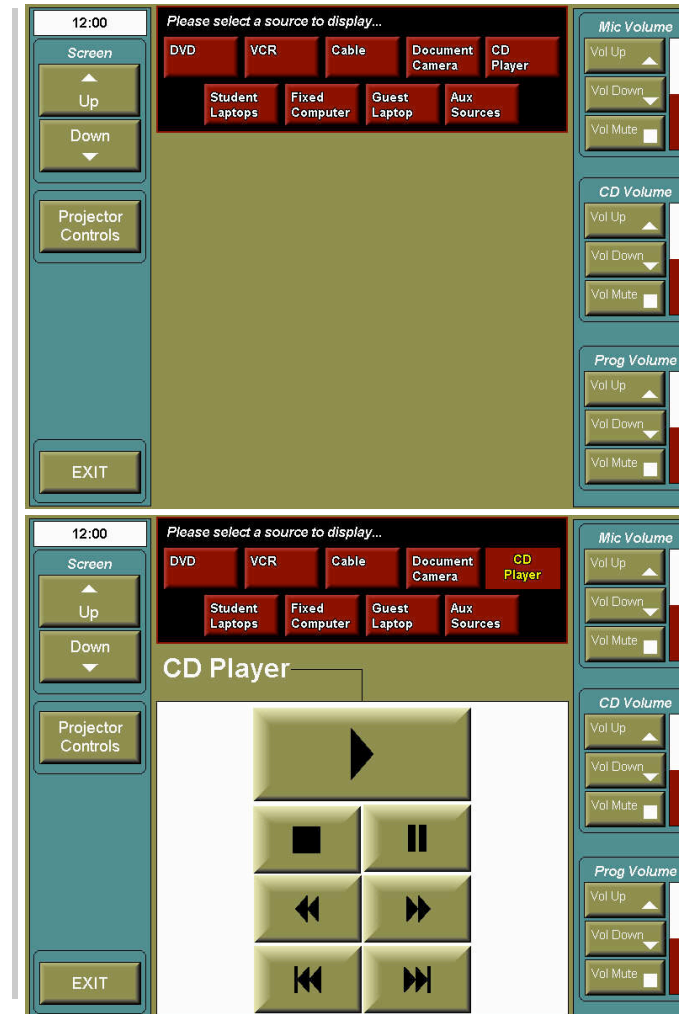 12:00
Screen
Up
Down
Projector
Controls
EXIT
Please select a source to display...
DVD
VCR
Cable
Document
Camera
CD
Player
Student
Laptops
Fixed
Computer
Guest
Laptop
Aux
Sources
Mic Volume
Vol Up
Vol Down
Vol Mute
CD Volume
Vol Up
Vol Down
Vol Mute
Prog Volume
Vol Up
Vol Down
Vol Mute
12:00
Screen
Up
Down
Projector
Controls
EXIT
Please select a source to display...
DVD
VCR
Cable
Document
Camera
CD
Player
Student
Laptops
Fixed
Computer
Guest
Laptop
Aux
Sources
CD Player
Mic Volume
Vol Up
Vol Down
Vol Mute
CD Volume
Vol Up
Vol Down
Vol Mute
Prog Volume
Vol Up
Vol Down
Vol Mute